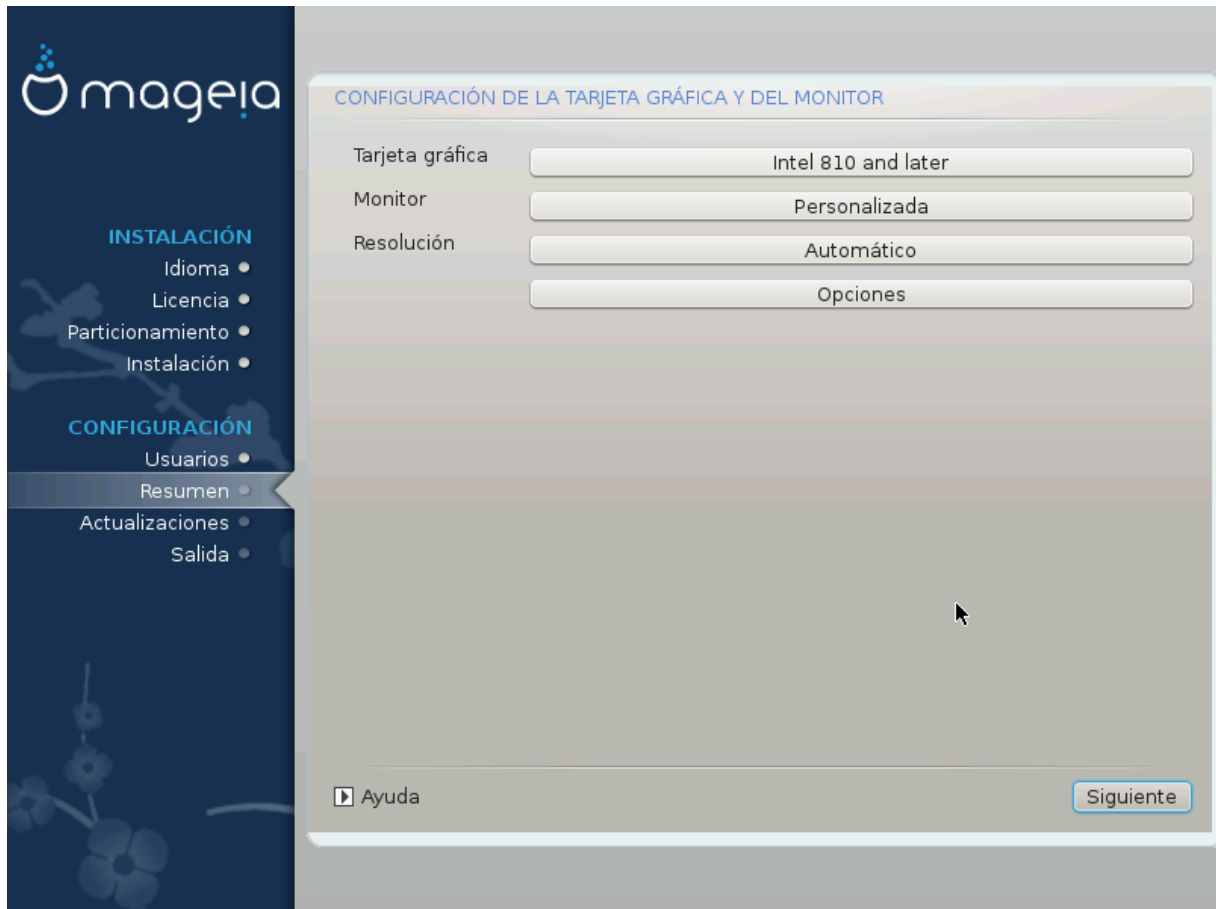 mageia
INSTALACIÓN
Idioma
Licencia
Particionamiento
Instalación
CONFIGURACIÓN
Usuarios
Resumen
Actualizaciones
Salida
CONFIGURACIÓN DE LA TARJETA GRÁFICA Y DEL MONITOR
Tarjeta gráfica Intel 810 and later
Monitor Personalizada
Resolución Automático
Opciones
Ayuda Siguiente